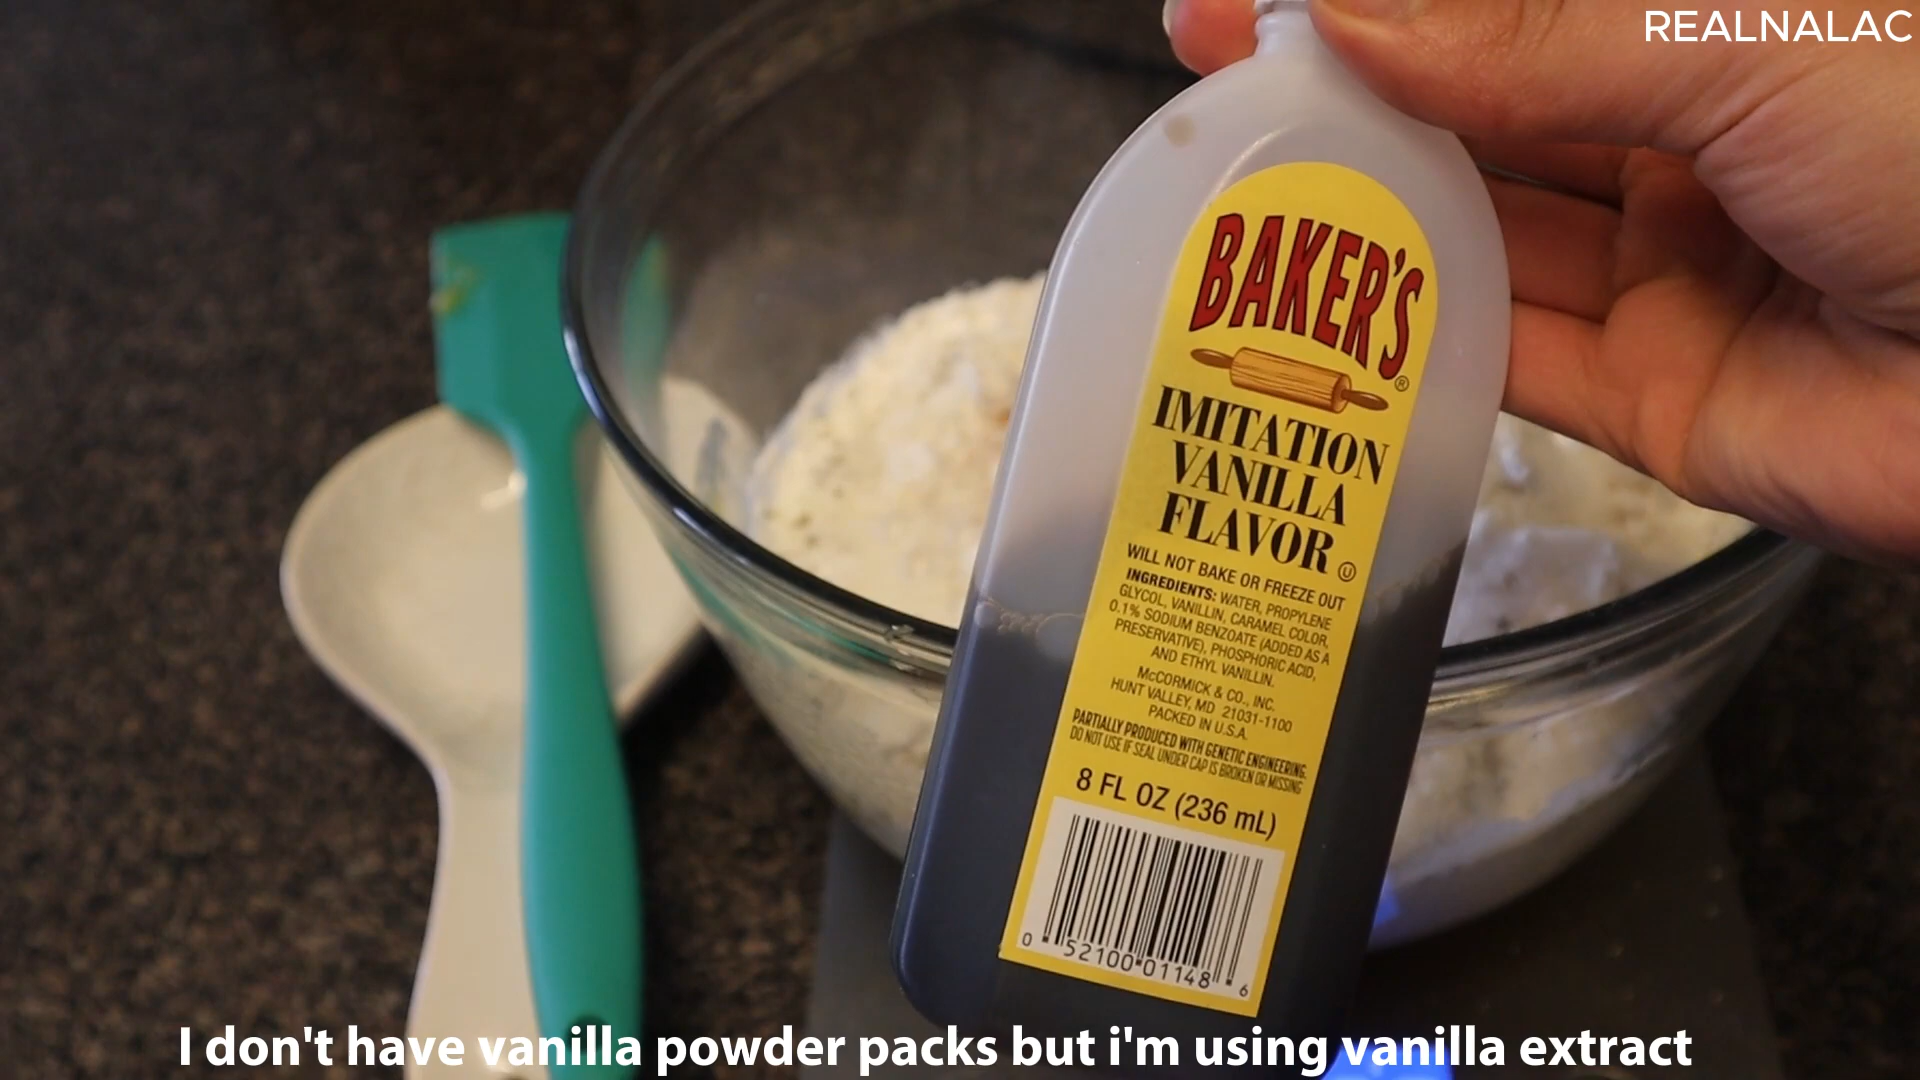 REALNALAC
BAKER'S®
IMITATION
VANILLA
FLAVOR Ⓤ
WILL NOT BAKE OR FREEZE OUT
INGREDIENTS: WATER, PROPYLENE
GLYCOL, VANILLIN, CARAMEL COLOR,
0.1% SODIUM BENZOATE (ADDED AS A
PRESERVATIVE), PHOSPHORIC ACID,
AND ETHYL VANILLIN.
McCORMICK & CO., INC.
HUNT VALLEY, MD 21031-1100
PACKED IN U.S.A.
PARTIALLY PRODUCED WITH GENETIC ENGINEERING.
DO NOT USE IF SEAL UNDER CAP IS BROKEN OR MISSING
8 FL OZ (236 mL)
0 52100 01148 6
I don't have vanilla powder packs but i'm using vanilla extract